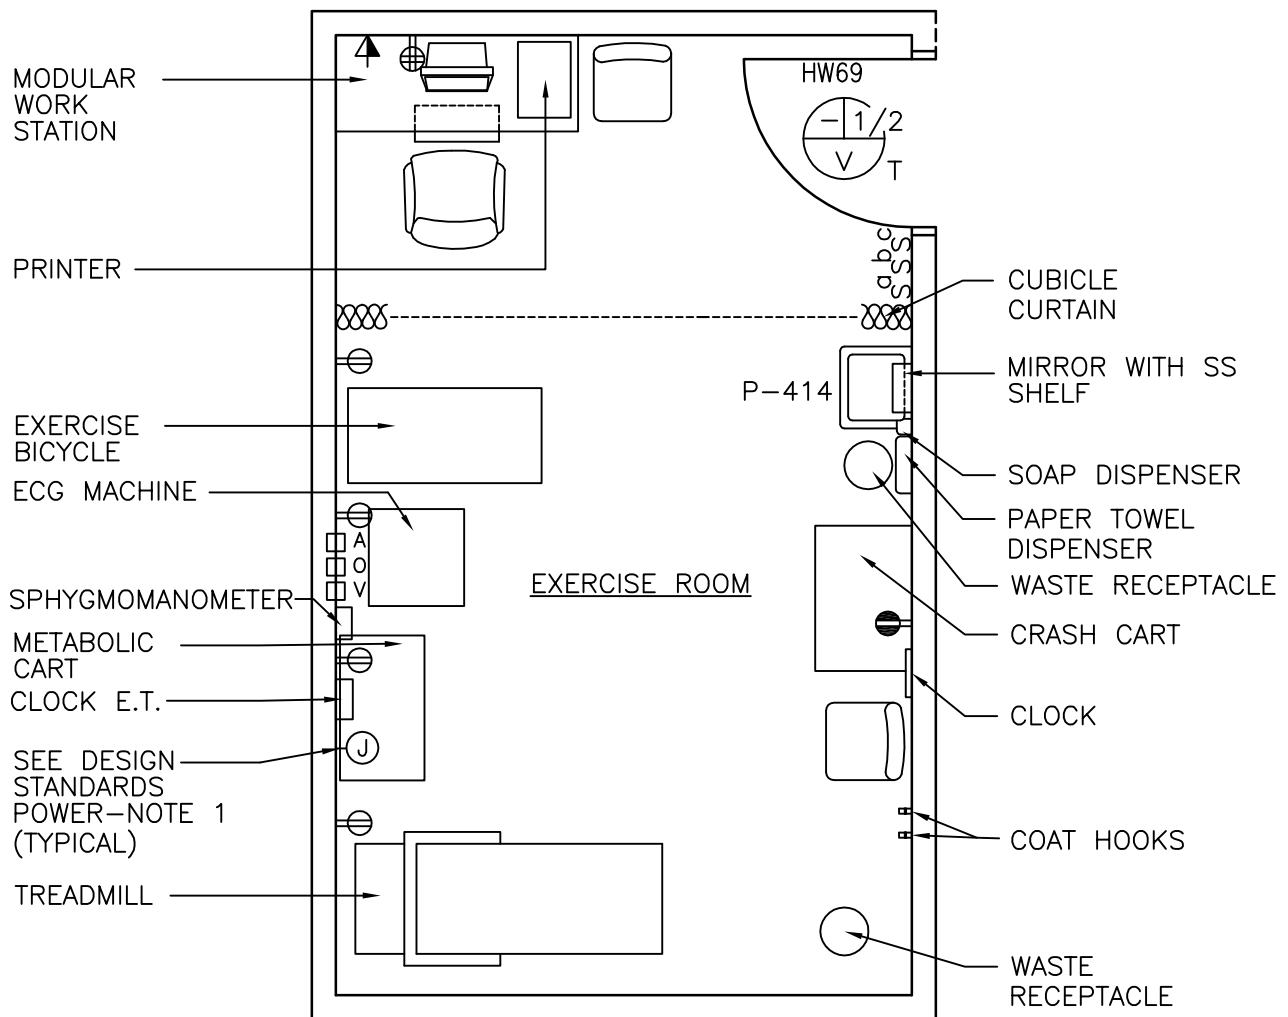 MODULAR
WORK
STATION
PRINTER
EXERCISE
BICYCLE
ECG MACHINE
SPHYGMOMANOMETER
METABOLIC
CART
CLOCK E.T.
SEE DESIGN
STANDARDS
POWER-NOTE 1
(TYPICAL)
TREADMILL
A
O
V
J
EXERCISE ROOM
HW69
- 1/2
V
T
a b c
S S S
P-414
CUBICLE
CURTAIN
MIRROR WITH SS
SHELF
SOAP DISPENSER
PAPER TOWEL
DISPENSER
WASTE RECEPTACLE
CRASH CART
CLOCK
COAT HOOKS
WASTE
RECEPTACLE